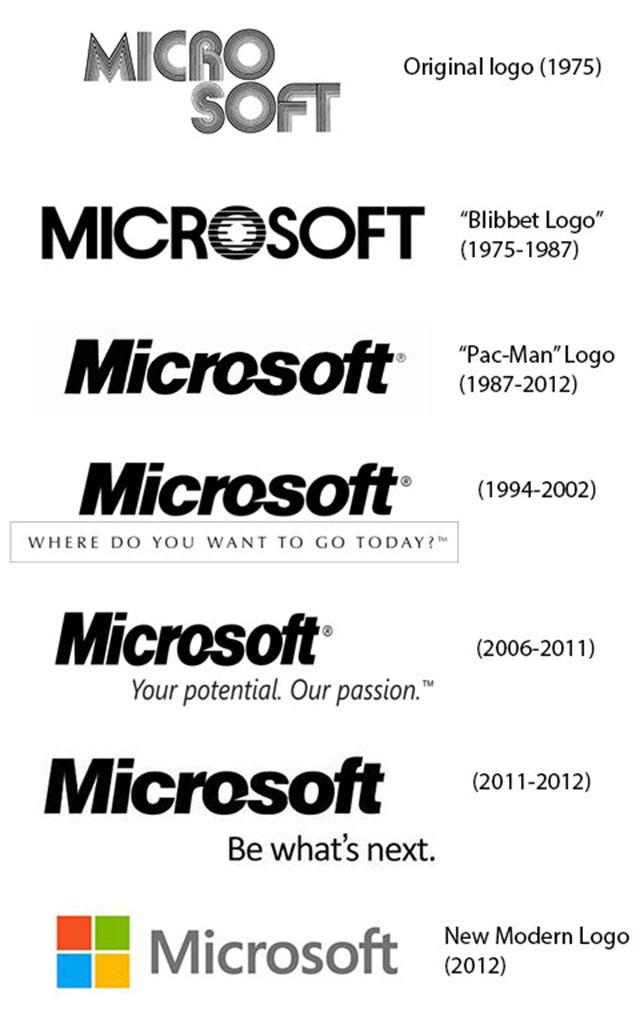 MICRO
SOFT
Original logo (1975)
MICROSOFT
“Blibbet Logo”
(1975-1987)
Microsoft®
“Pac-Man” Logo
(1987-2012)
Microsoft®
(1994-2002)
WHERE DO YOU WANT TO GO TODAY?™
Microsoft®
(2006-2011)
Your potential. Our passion.™
Microsoft
(2011-2012)
Be what’s next.
Microsoft
New Modern Logo
(2012)